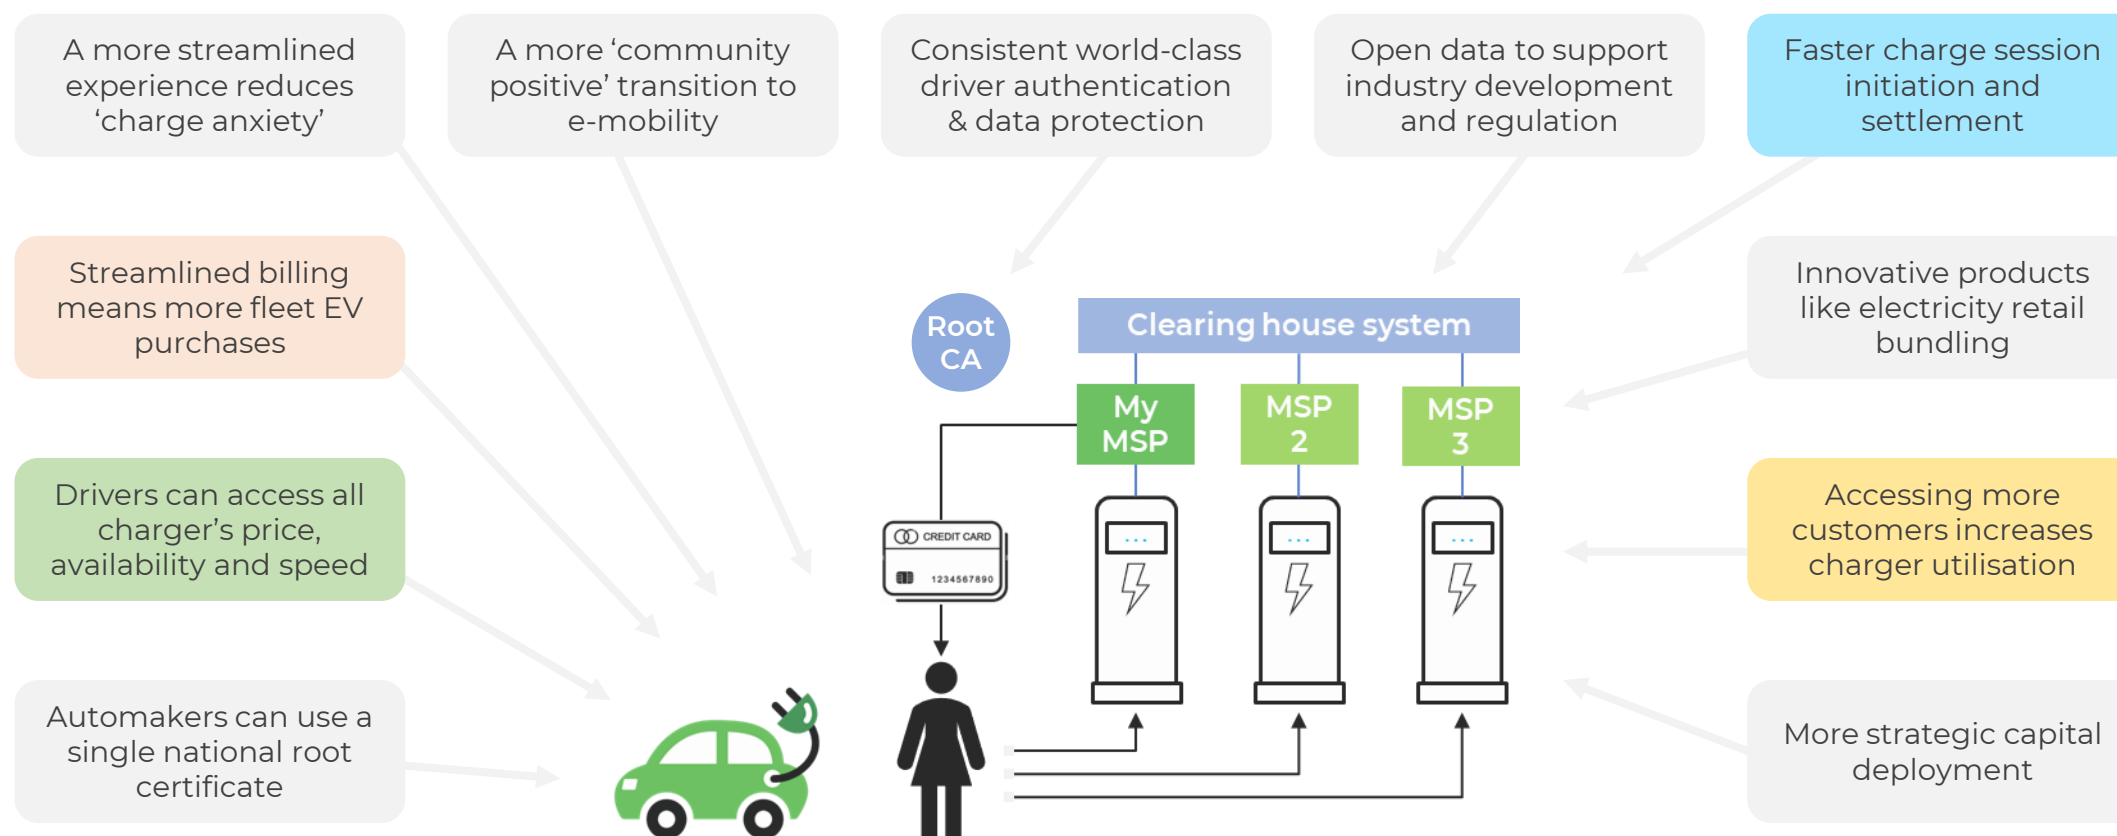 A more streamlined
experience reduces
‘charge anxiety’
A more ‘community
positive’ transition to
e-mobility
Consistent world-class
driver authentication
& data protection
Open data to support
industry development
and regulation
Faster charge session
initiation and
settlement
Streamlined billing
means more fleet EV
purchases
Root
CA
Clearing house system
Innovative products
like electricity retail
bundling
My
MSP
MSP
2
MSP
3
Drivers can access all
charger’s price,
availability and speed
CREDIT CARD
1234567890
...
...
...
Accessing more
customers increases
charger utilisation
Automakers can use a
single national root
certificate
More strategic capital
deployment